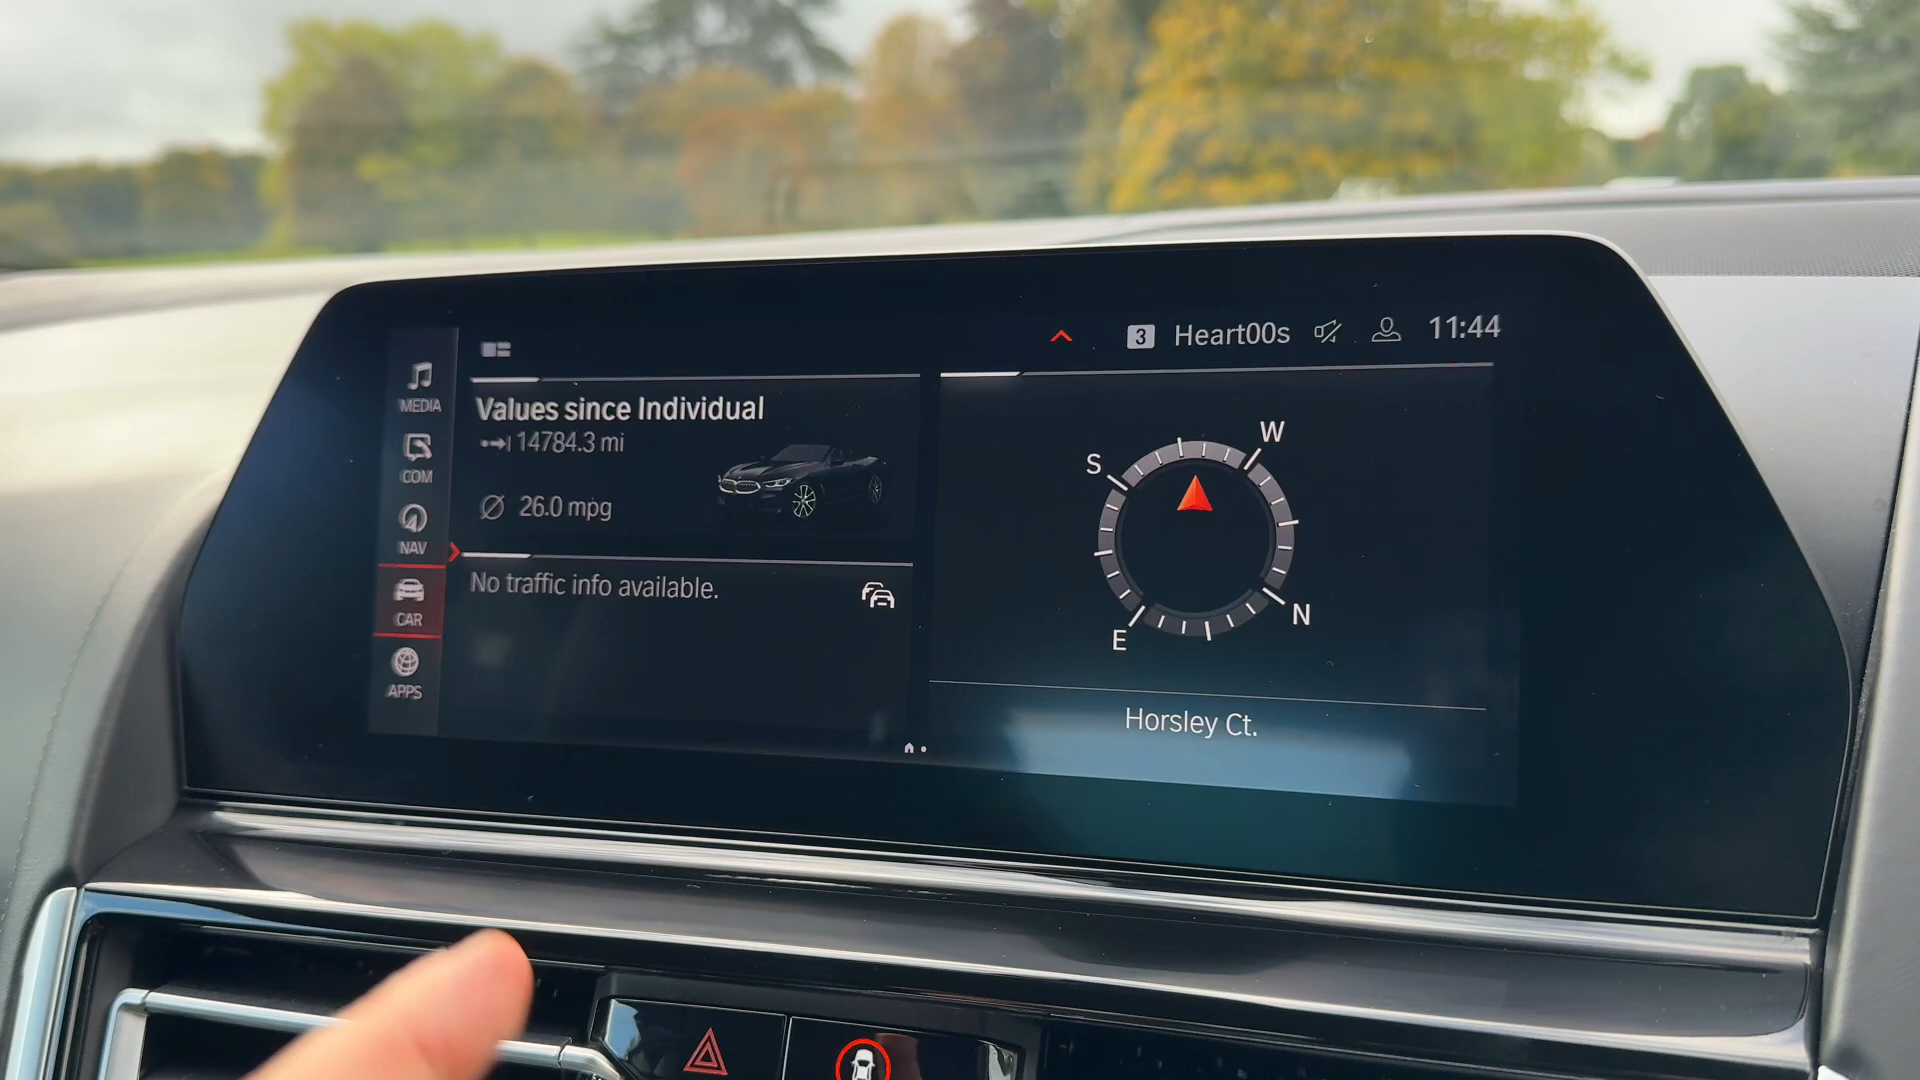 3 Heart00s 11:44
MEDIA
COM
NAV
CAR
APPS
Values since Individual
14784.3 mi
26.0 mpg
No traffic info available.
S W
E N
Horsley Ct.